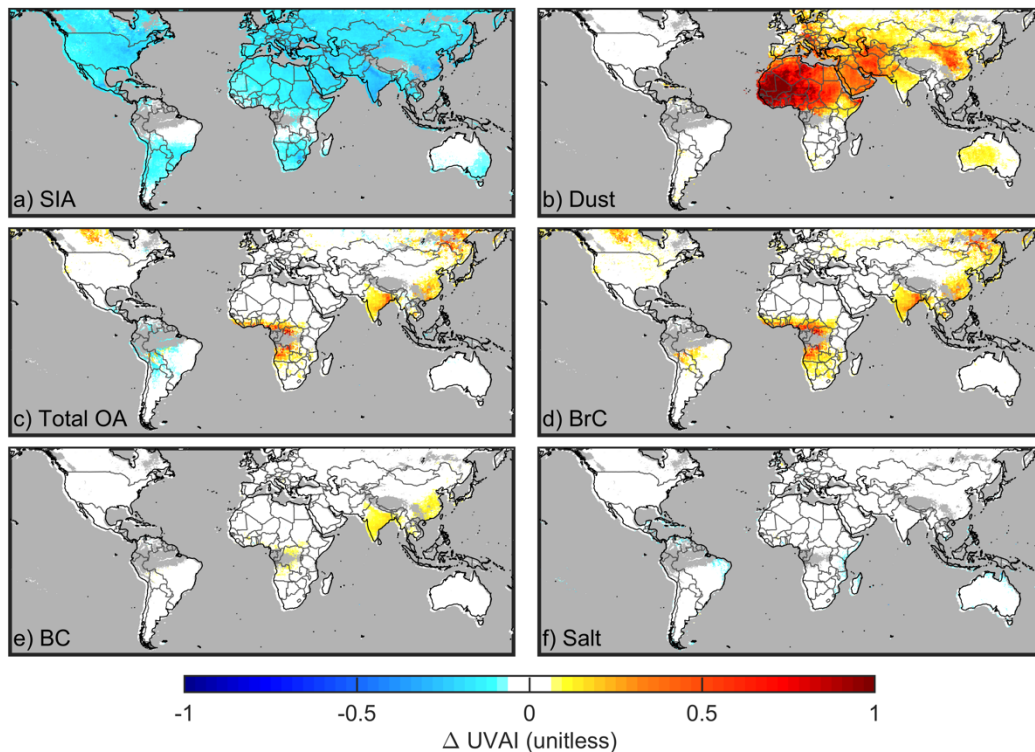 a) SIA
b) Dust
c) Total OA
d) BrC
e) BC
f) Salt
-1 -0.5 0 0.5 1
Δ UVAI (unitless)